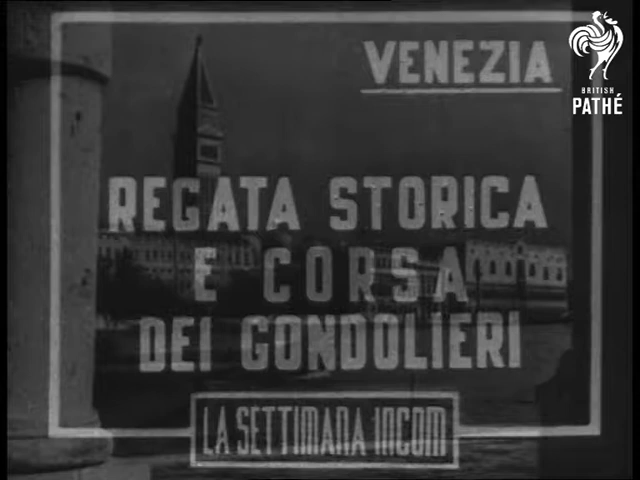 VENEZIA
BRITISH
PATHÉ
REGATA STORICA
E CORSA
DEI GONDOLIERI
LA SETTIMANA INCOM